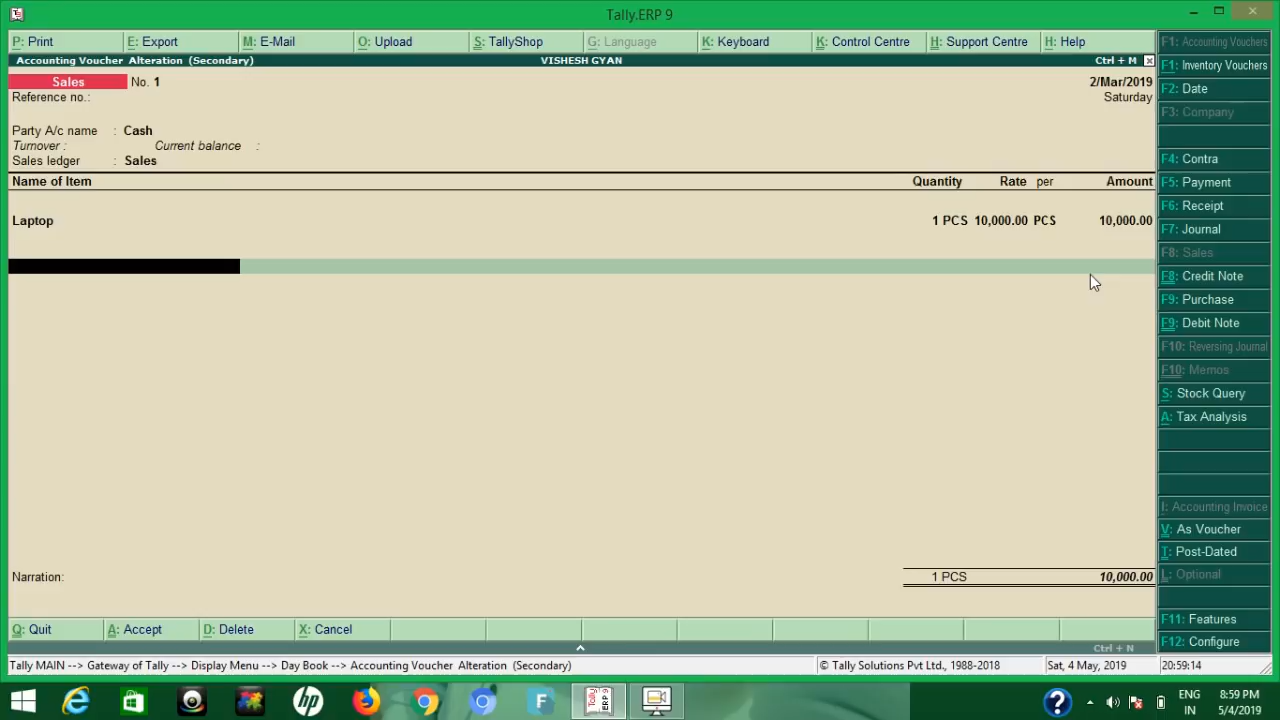 Tally.ERP 9
P: Print E: Export M: E-Mail O: Upload S: TallyShop G: Language K: Keyboard K: Control Centre H: Support Centre H: Help
Accounting Voucher Alteration (Secondary) VISHESH GYAN Ctrl + M
Sales No. 1 2/Mar/2019
Reference no.: Saturday
Party A/c name : Cash
Turnover : Current balance :
Sales ledger : Sales
Name of Item Quantity Rate per Amount
Laptop 1 PCS 10,000.00 PCS 10,000.00
Narration: 1 PCS 10,000.00
Q: Quit A: Accept D: Delete X: Cancel
Ctrl + N
F1: Accounting Vouchers
F1: Inventory Vouchers
F2: Date
F3: Company
F4: Contra
F5: Payment
F6: Receipt
F7: Journal
F8: Sales
F8: Credit Note
F9: Purchase
F9: Debit Note
F10: Reversing Journal
F10: Memos
S: Stock Query
A: Tax Analysis
I: Accounting Invoice
V: As Voucher
T: Post-Dated
L: Optional
F11: Features
F12: Configure
Tally MAIN --> Gateway of Tally --> Display Menu --> Day Book --> Accounting Voucher Alteration (Secondary) © Tally Solutions Pvt Ltd., 1988-2018 Sat, 4 May, 2019 20:59:14
hp F Tally ERP 9 ? ENG 8:59 PM
IN 5/4/2019